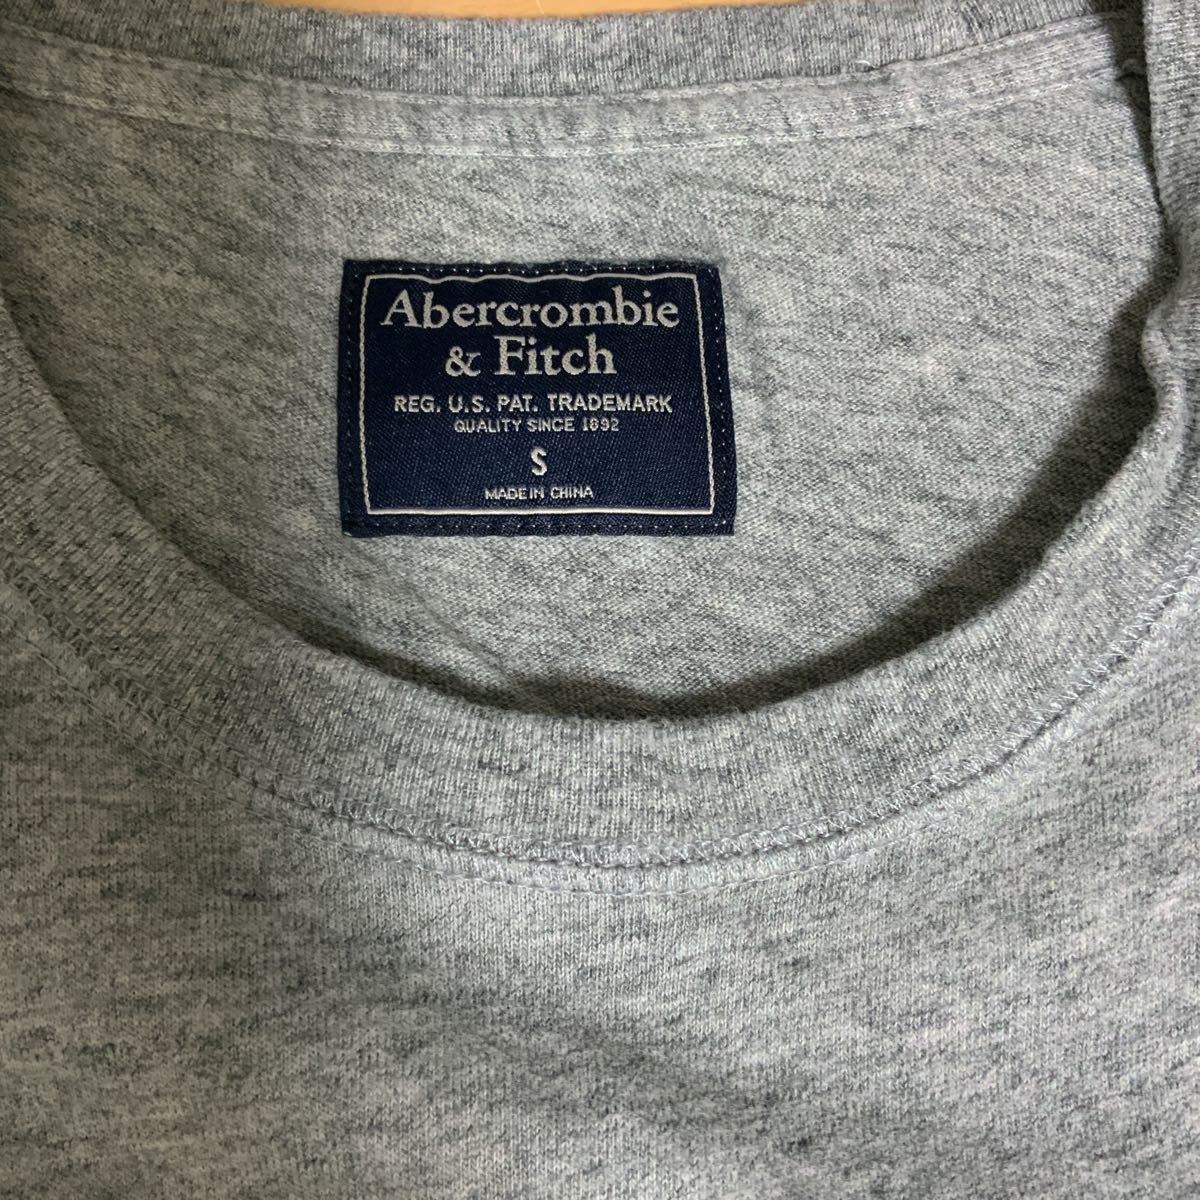 Abercrombie
& Fitch
REG. U.S. PAT. TRADEMARK
QUALITY SINCE 1892
S
MADE IN CHINA